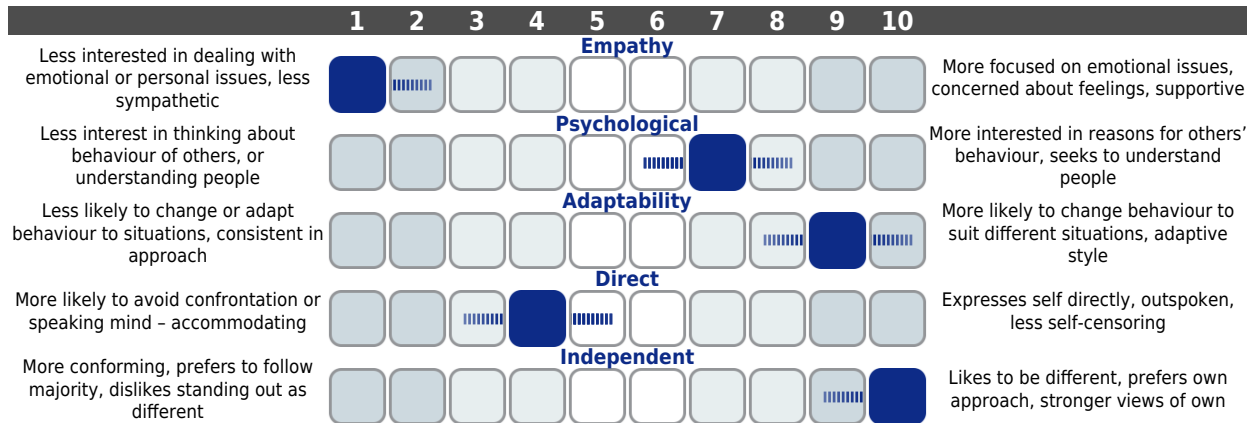 1 2 3 4 5 6 7 8 9 10
Empathy
Less interested in dealing with
emotional or personal issues, less
sympathetic
More focused on emotional issues,
concerned about feelings, supportive
Psychological
Less interest in thinking about
behaviour of others, or
understanding people
More interested in reasons for others’
behaviour, seeks to understand
people
Adaptability
Less likely to change or adapt
behaviour to situations, consistent in
approach
More likely to change behaviour to
suit different situations, adaptive
style
Direct
More likely to avoid confrontation or
speaking mind – accommodating
Expresses self directly, outspoken,
less self-censoring
Independent
More conforming, prefers to follow
majority, dislikes standing out as
different
Likes to be different, prefers own
approach, stronger views of own